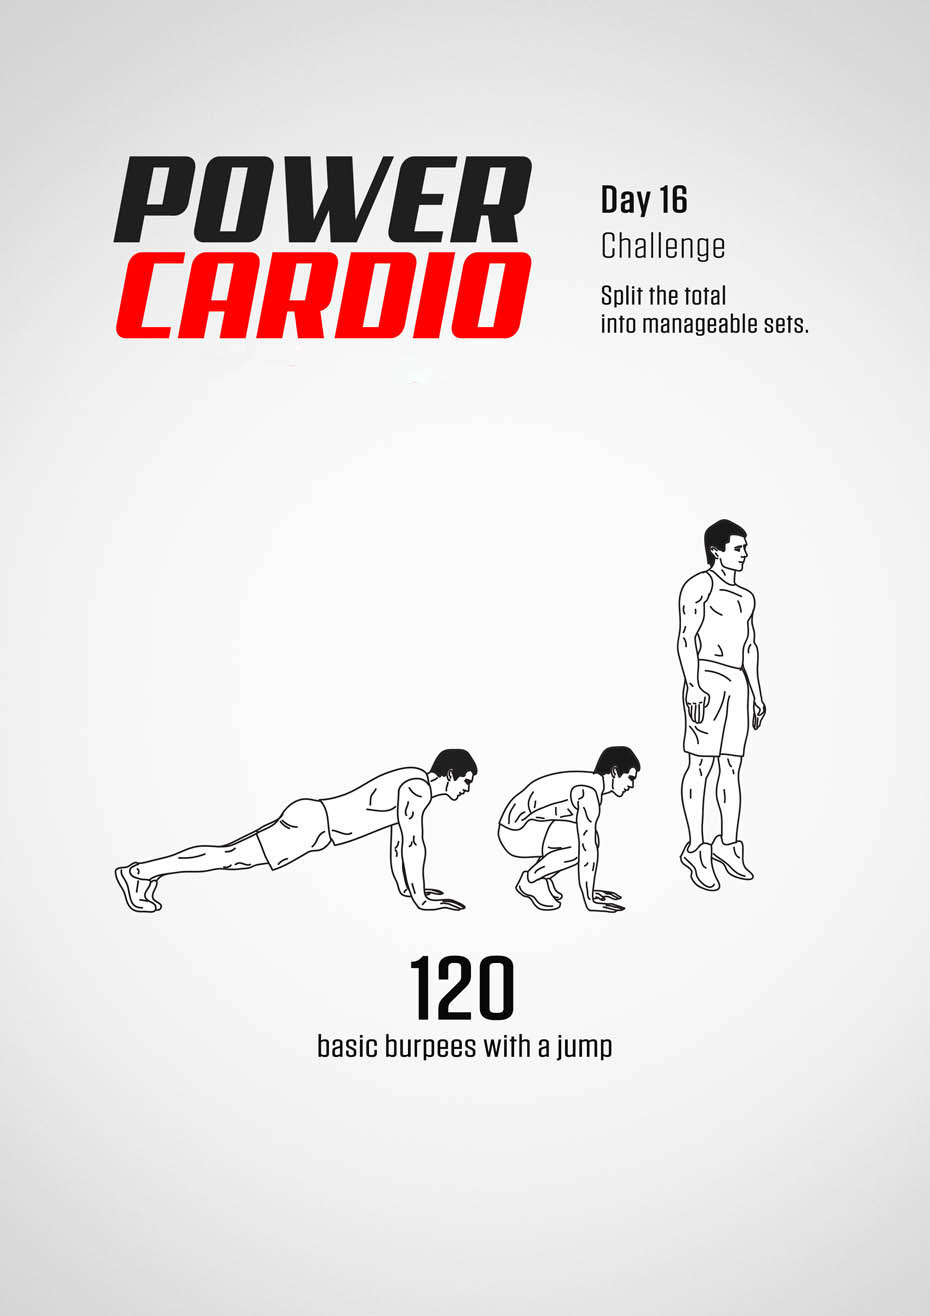 POWER
CARDIO
Day 16
Challenge
Split the total
into manageable sets.
120
basic burpees with a jump